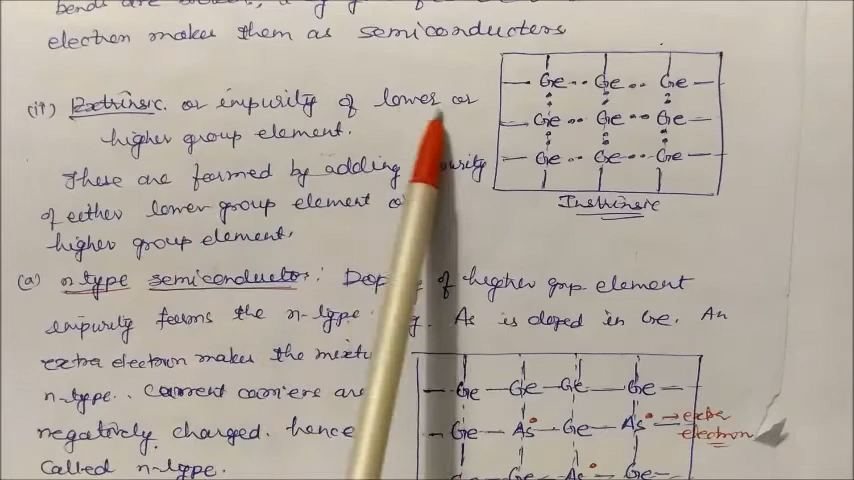 electron makes them as semiconductors
(ii) Extrinsic or impurity of lower or
higher group element.
These are formed by adding
of either lower group element
higher group element.
Ge Ge Ge
Ge Ge Ge
Ge Ge Ge
Instrinsic
(a) n type semiconductor: of higher grp element
impurity forms the n-type. As is doped in Ge. An
extra electron makes the
n-type. Current carriers are
negatively charged. hence
called n-type.
Ge Ge Ge Ge
Ge As Ge As → extra
electron
Ge As Ge